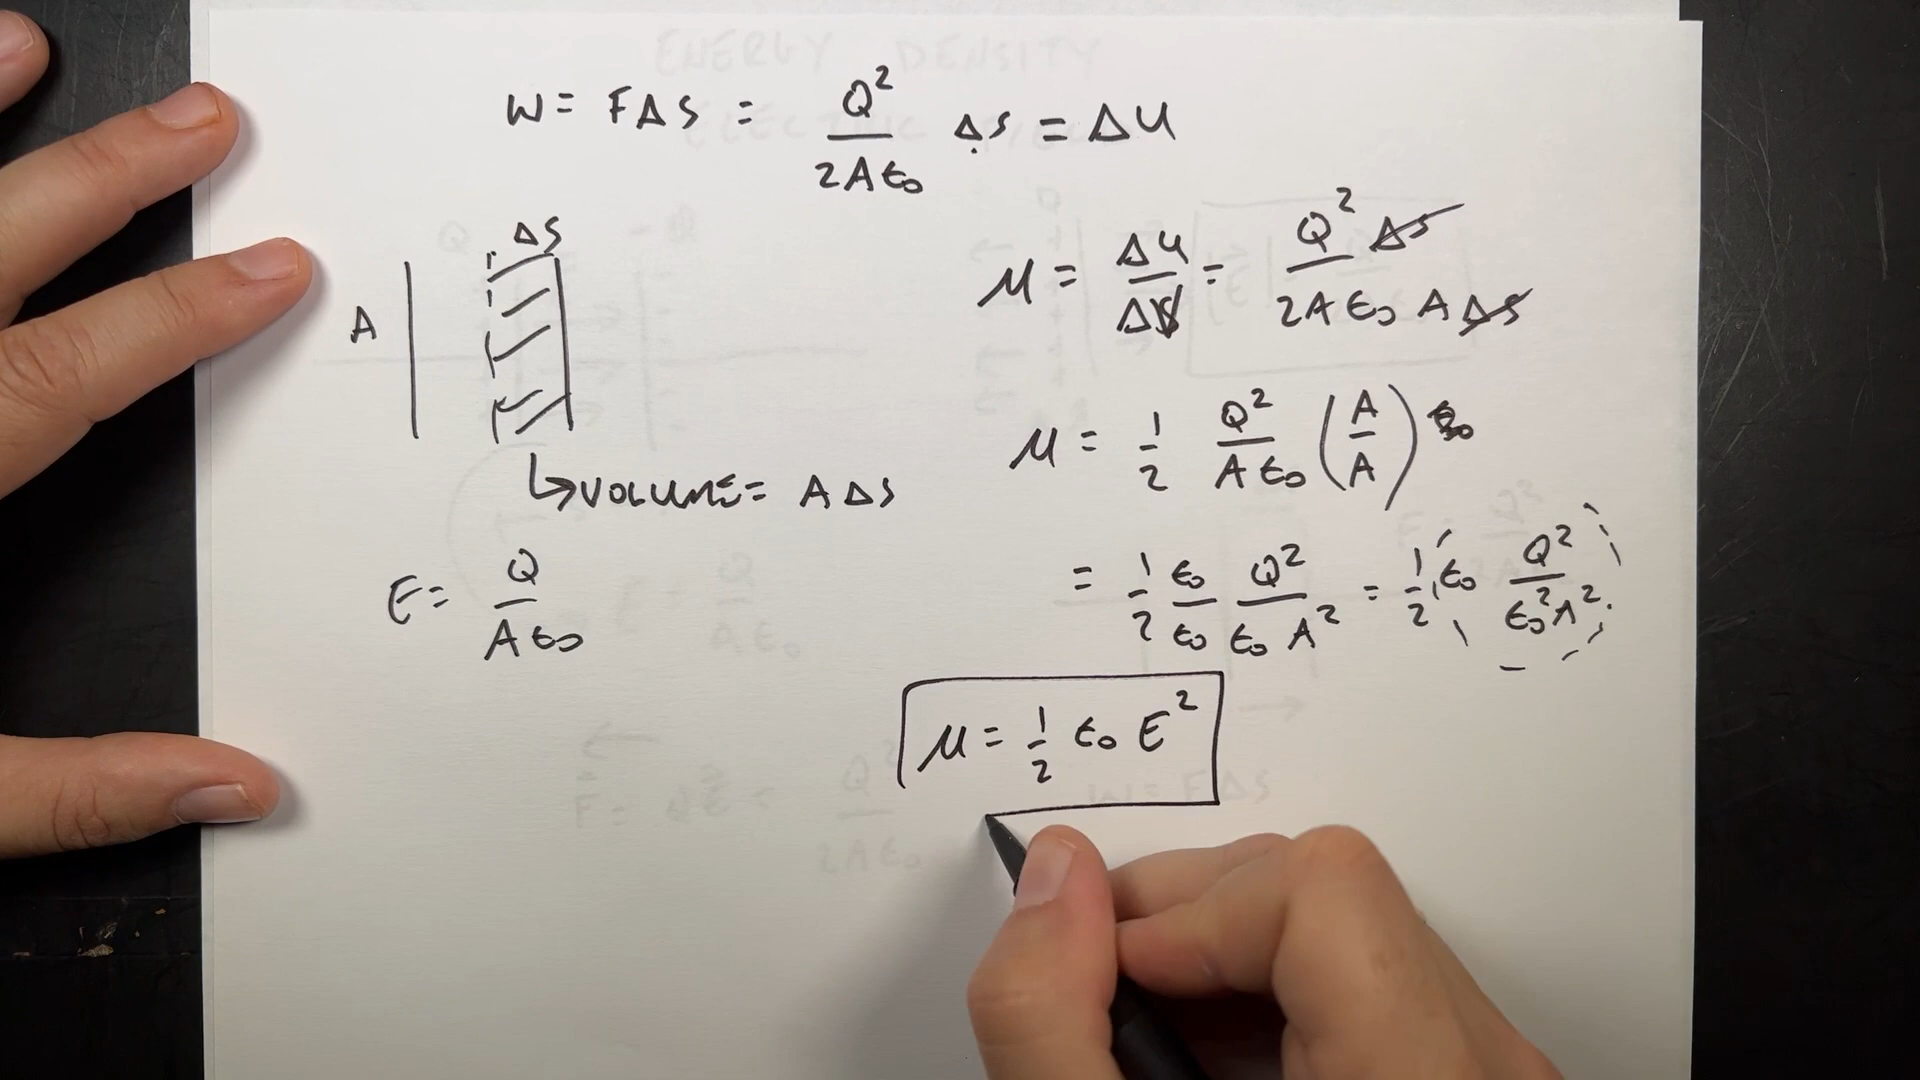 W = FΔS = Q²/(2Aε₀) ΔS = ΔU
ΔS
A
μ = ΔU/ΔV = Q² ΔS/(2Aε₀ A ΔS)
μ = 1/2 Q²/(Aε₀) (A/A)
VOLUME = A ΔS
= 1/2 ε₀/ε₀ Q²/(ε₀ A²) = 1/2 ε₀ Q²/(ε₀² A²)
E = Q/(Aε₀)
μ = 1/2 ε₀ E²